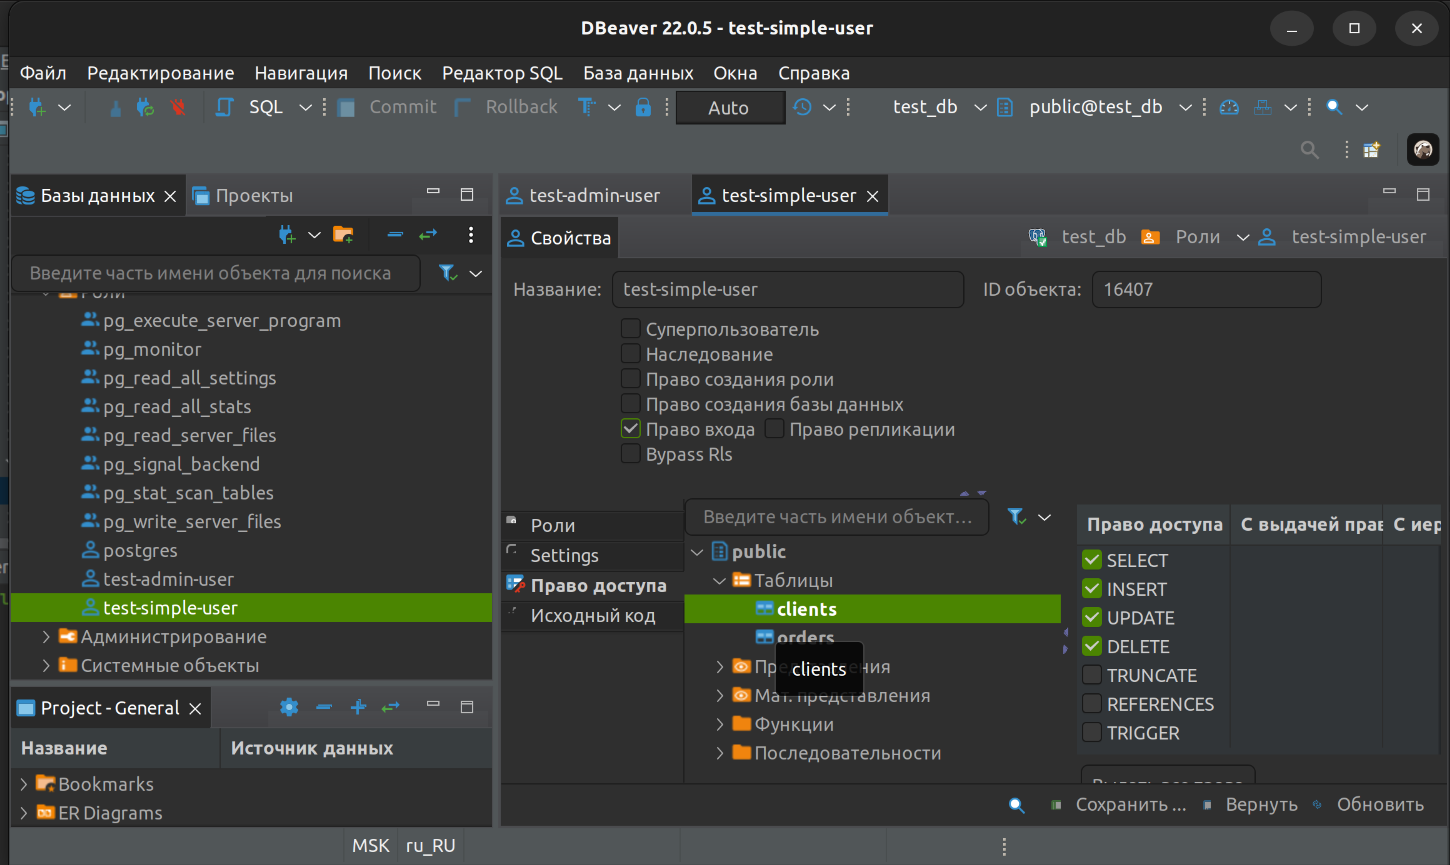 DBeaver 22.0.5 - test-simple-user
Файл Редактирование Навигация Поиск Редактор SQL База данных Окна Справка
SQL Commit Rollback Auto test_db public@test_db
Базы данных Проекты
Введите часть имени объекта для поиска
Роли
pg_execute_server_program
pg_monitor
pg_read_all_settings
pg_read_all_stats
pg_read_server_files
pg_signal_backend
pg_stat_scan_tables
pg_write_server_files
postgres
test-admin-user
test-simple-user
Администрирование
Системные объекты
Project - General
Название Источник данных
Bookmarks
ER Diagrams
test-admin-user test-simple-user
Свойства test_db Роли test-simple-user
Название: test-simple-user ID объекта: 16407
Суперпользователь
Наследование
Право создания роли
Право создания базы данных
Право входа Право репликации
Bypass Rls
Роли
Settings
Право доступа
Исходный код
Введите часть имени объект...
public
Таблицы
clients
orders
clients
Мат. представления
Функции
Последовательности
Право доступа С выдачей прав С иер
SELECT
INSERT
UPDATE
DELETE
TRUNCATE
REFERENCES
TRIGGER
Сохранить ... Вернуть Обновить
MSK ru_RU